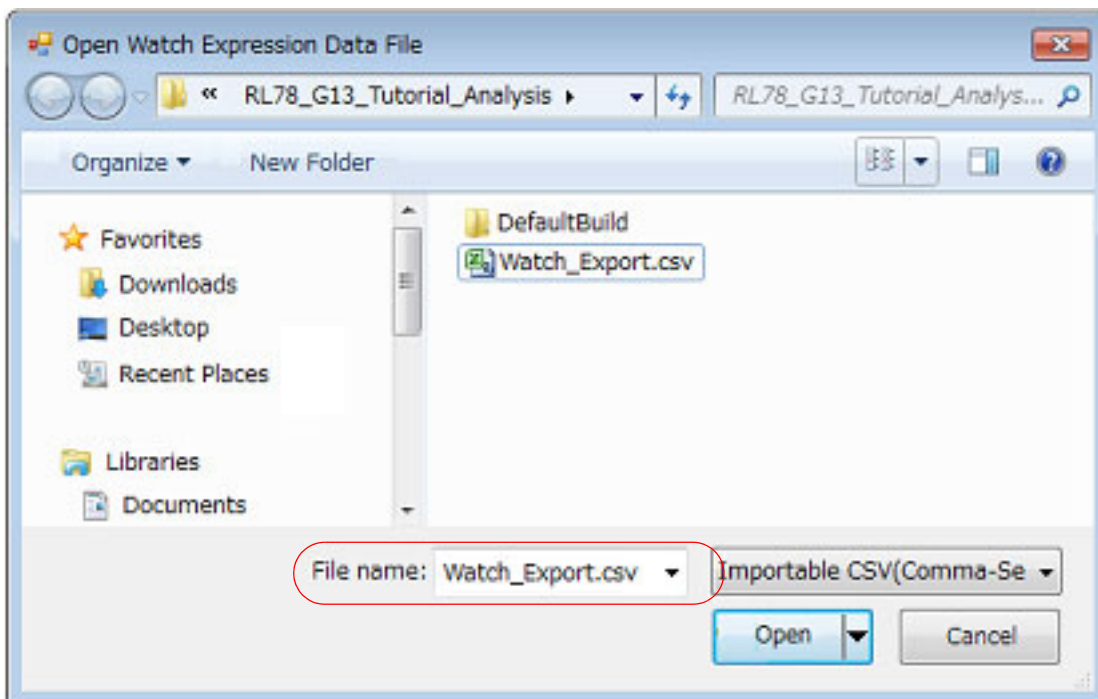 Open Watch Expression Data File
« RL78_G13_Tutorial_Analysis
RL78_G13_Tutorial_Analys...
Organize New Folder
Favorites
Downloads
Desktop
Recent Places
Libraries
Documents
DefaultBuild
Watch_Export.csv
File name: Watch_Export.csv
Importable CSV(Comma-Se
Open Cancel